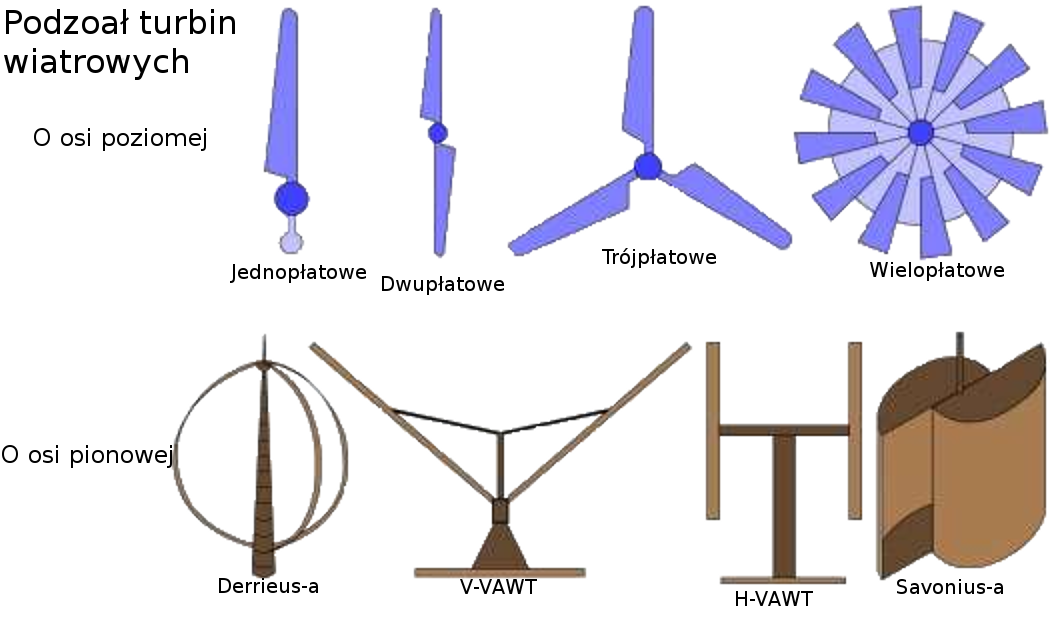 Podzoał turbin
wiatrowych
O osi poziomej
Jednopłatowe
Dwupłatowe
Trójpłatowe
Wielopłatowe
O osi pionowej
Derrieus-a
V-VAWT
H-VAWT
Savonius-a